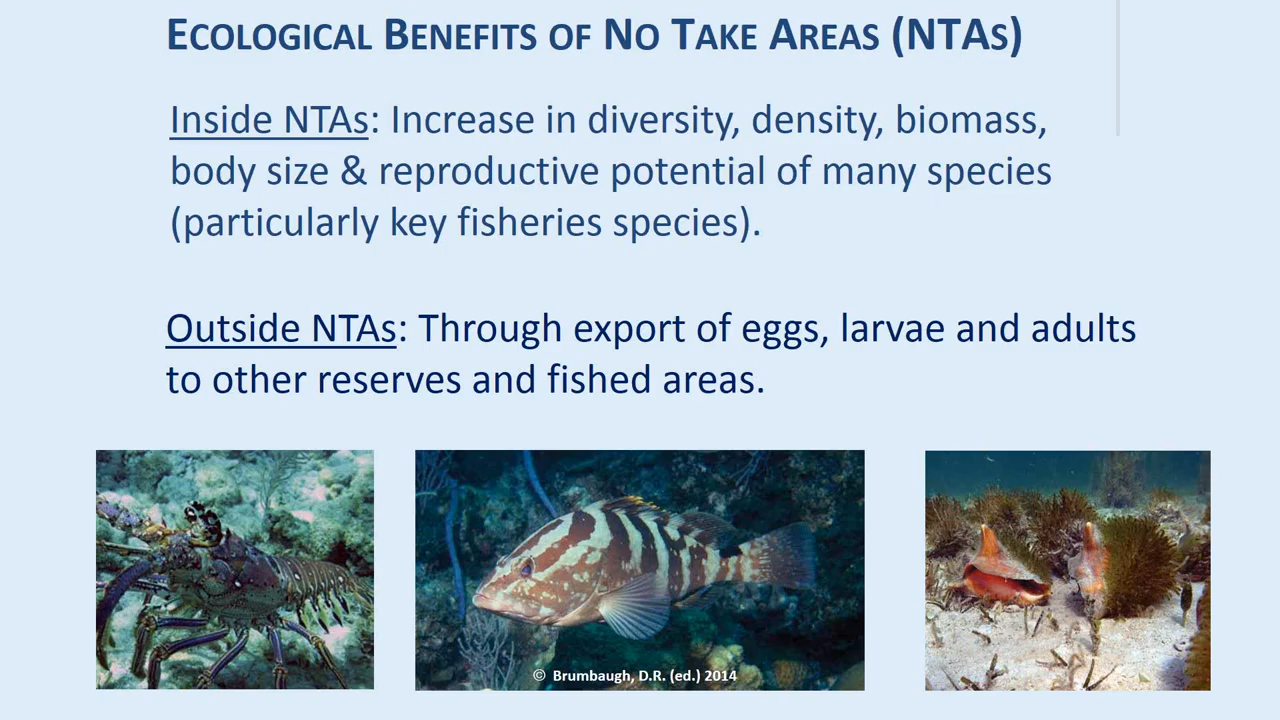 ECOLOGICAL BENEFITS OF NO TAKE AREAS (NTAS)
Inside NTAs: Increase in diversity, density, biomass,
body size & reproductive potential of many species
(particularly key fisheries species).
Outside NTAs: Through export of eggs, larvae and adults
to other reserves and fished areas.
© Brumbaugh, D.R. (ed.) 2014